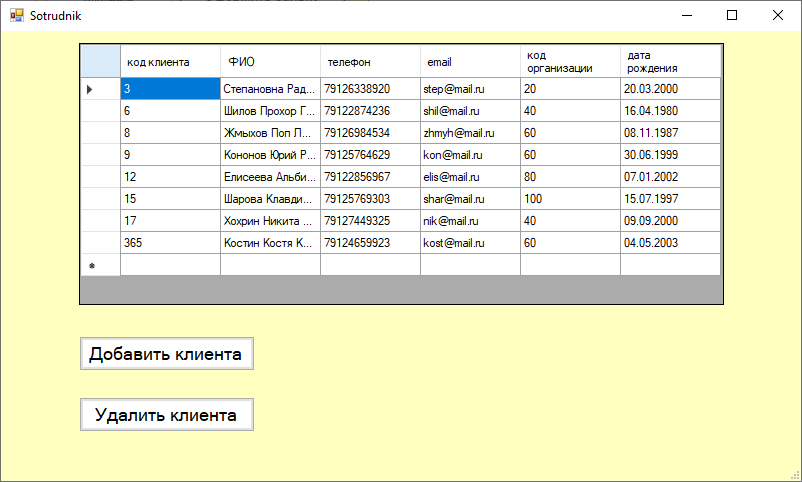 Sotrudnik
код клиента ФИО телефон email код организации дата рождения
3 Степановна Рад... 79126338920 step@mail.ru 20 20.03.2000
6 Шилов Прохор Г... 79122874236 shil@mail.ru 40 16.04.1980
8 Жмыхов Поп Л... 79126984534 zhmyh@mail.ru 60 08.11.1987
9 Кононов Юрий Р... 79125764629 kon@mail.ru 60 30.06.1999
12 Елисеева Альби... 79122856967 elis@mail.ru 80 07.01.2002
15 Шарова Клавди... 79125769303 shar@mail.ru 100 15.07.1997
17 Хохрин Никита ... 79127449325 nik@mail.ru 40 09.09.2000
365 Костин Костя К... 79124659923 kost@mail.ru 60 04.05.2003
Добавить клиента
Удалить клиента